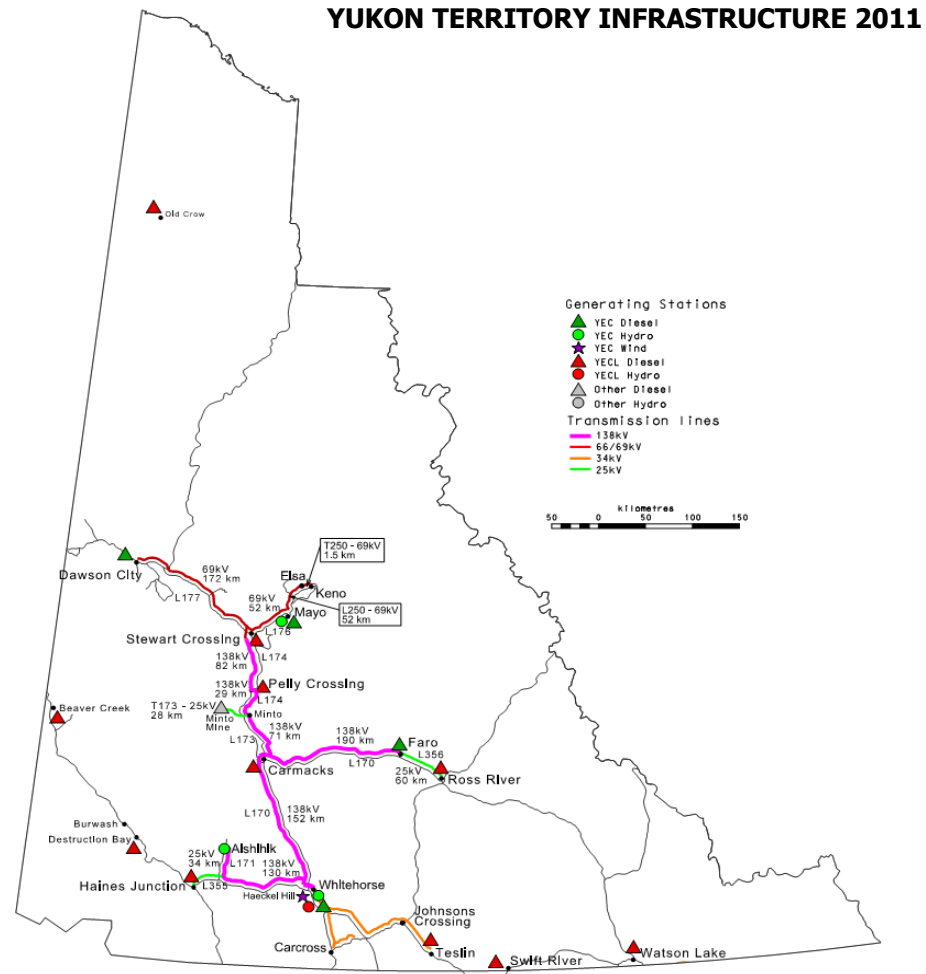 YUKON TERRITORY INFRASTRUCTURE 2011
Old Crow
Generating Stations
YEC Diesel
YEC Hydro
YEC Wind
YECL Diesel
YECL Hydro
Other Diesel
Other Hydro
Transmission lines
138kV
66/69kV
34kV
25kV
kilometres
50 0 50 100 150
T250 - 69kV
1.5 km
Dawson City
69kV
172 km
L177
Elsa
Keno
69kV
52 km
L250 - 69kV
52 km
Mayo
L176
Stewart Crossing
L174
138kV
82 km
Pelly Crossing
138kV
29 km
L174
Beaver Creek
T173 - 25kV
28 km
Minto
Mine
Minto
138kV
71 km
L173
138kV
190 km
Faro
L356
L170
Carmacks
25kV
60 km
Ross River
L170
138kV
152 km
Burwash
Destruction Bay
Aishihik
25kV
34 km
L171
138kV
130 km
Haines Junction
L355
Whitehorse
Haeckel Hill
Johnsons
Crossing
Carcross
Teslin
Swift River
Watson Lake